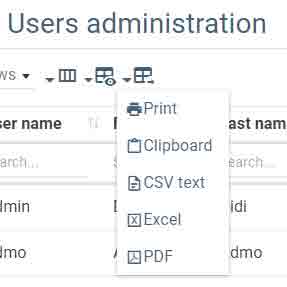 Users administration
ws
Print
ser name
ast nam
Clipboard
earch...
S
earch...
CSV text
dmin
D
idi
Excel
dmo
A
dmo
PDF